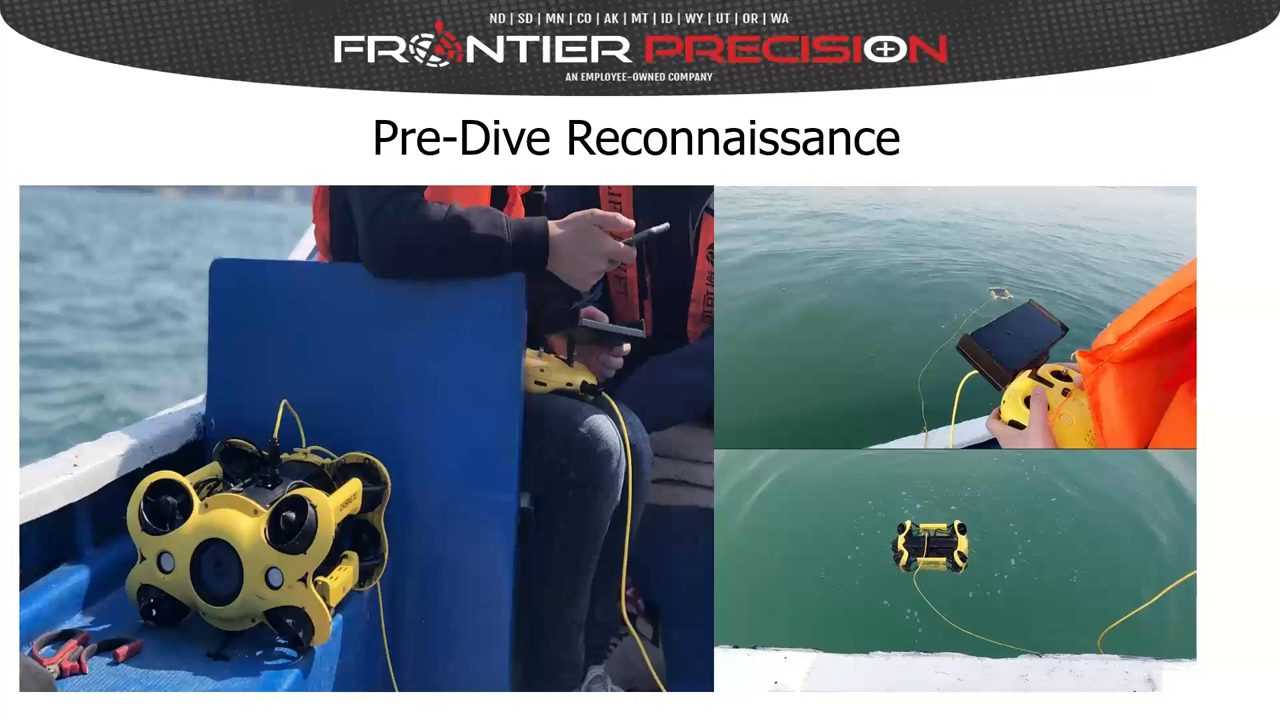 ND | SD | MN | CO | AK | MT | ID | WY | UT | OR | WA
FRONTIER PRECISION
AN EMPLOYEE-OWNED COMPANY
Pre-Dive Reconnaissance
CHASING